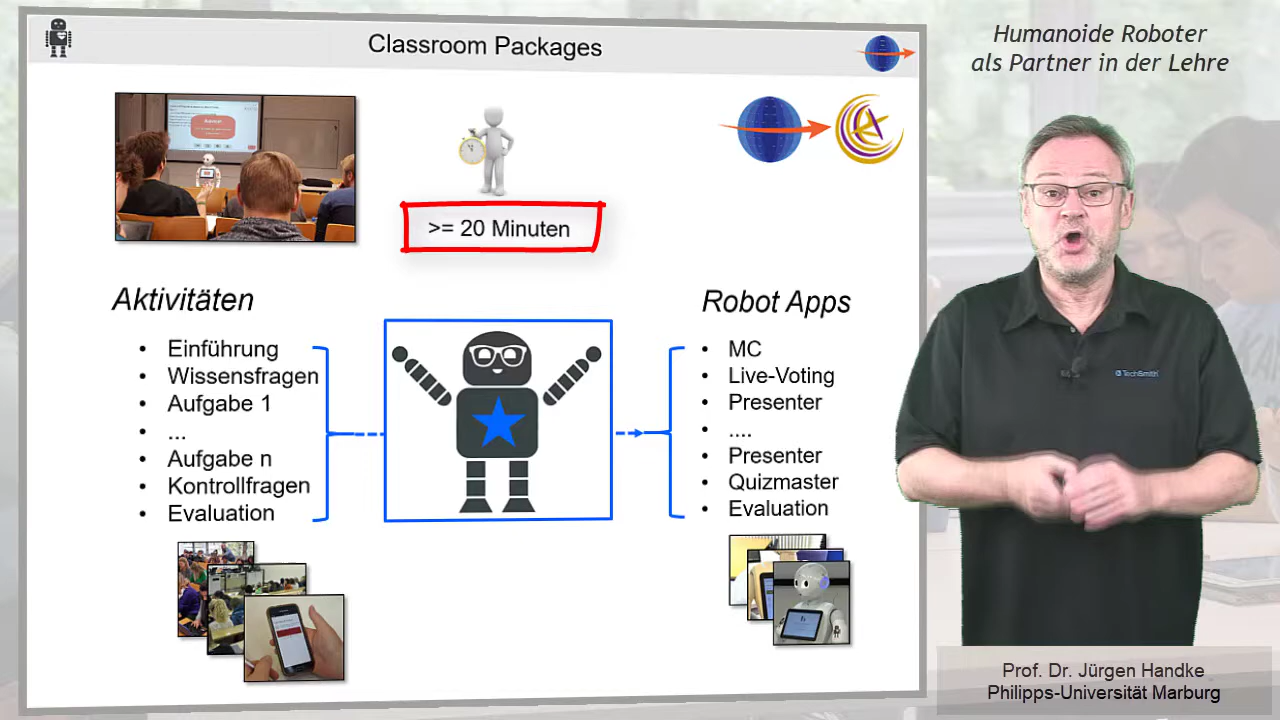 Classroom Packages
Humanoide Roboter
als Partner in der Lehre
>= 20 Minuten
Aktivitäten
• Einführung
• Wissensfragen
• Aufgabe 1
• ...
• Aufgabe n
• Kontrollfragen
• Evaluation
Robot Apps
• MC
• Live-Voting
• Presenter
• ....
• Presenter
• Quizmaster
• Evaluation
TechSmith
Prof. Dr. Jürgen Handke
Philipps-Universität Marburg